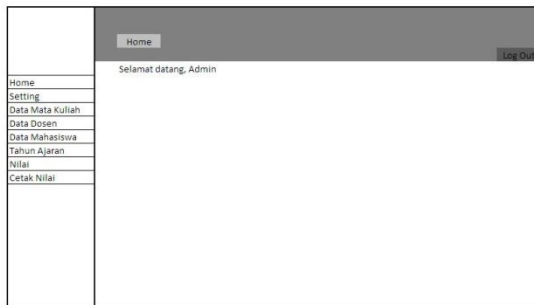 Home
Log Out
Selamat datang, Admin
Home
Setting
Data Mata Kuliah
Data Dosen
Data Mahasiswa
Tahun Ajaran
Nilai
Cetak Nilai